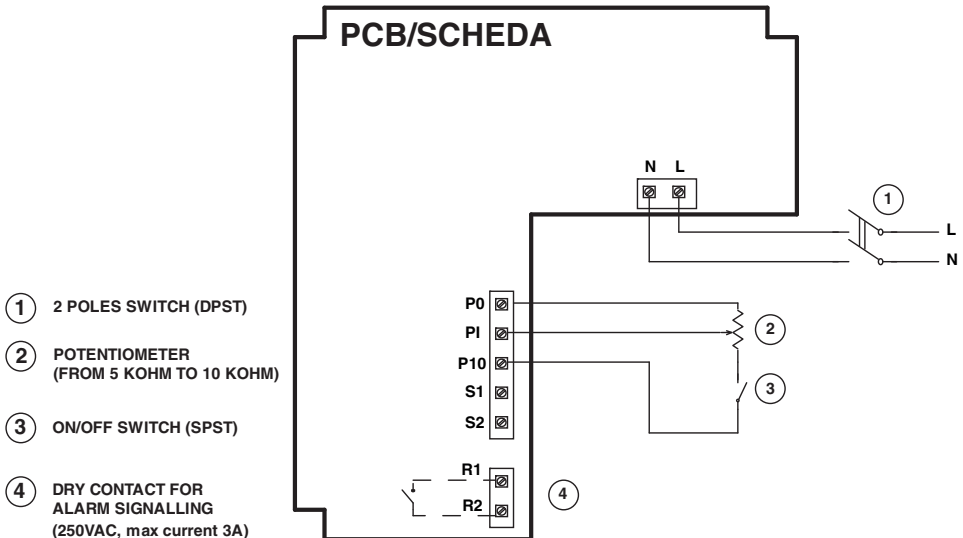 PCB/SCHEDA
N L
1
L
N
1 2 POLES SWITCH (DPST)
2 POTENTIOMETER
(FROM 5 KOHM TO 10 KOHM)
3 ON/OFF SWITCH (SPST)
4 DRY CONTACT FOR
ALARM SIGNALLING
(250VAC, max current 3A)
P0
PI
P10
S1
S2
2
3
R1
R2
4